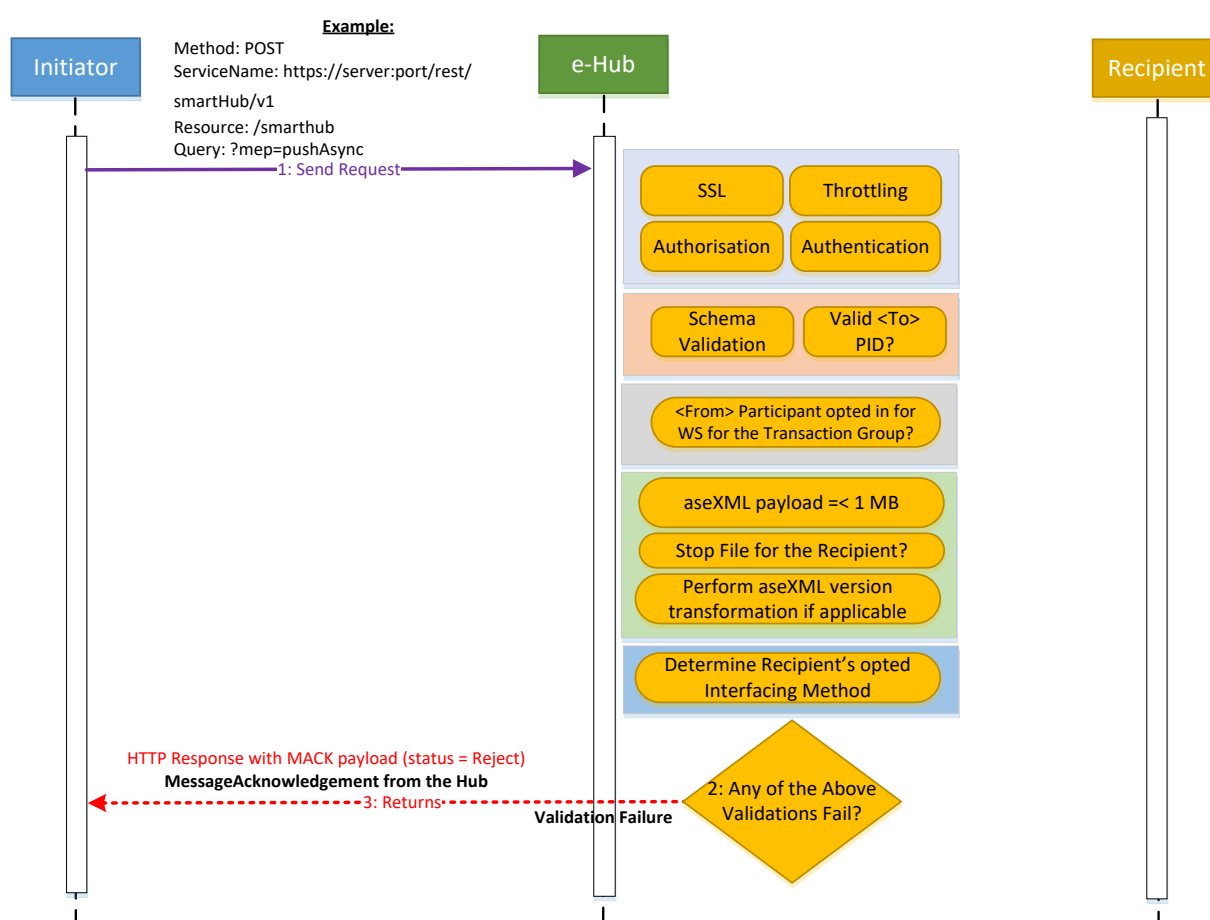 Example:
Initiator
Method: POST
ServiceName: https://server:port/rest/
smartHub/v1
Resource: /smarthub
Query: ?mep=pushAsync
e-Hub
Recipient
1: Send Request
SSL
Throttling
Authorisation
Authentication
Schema
Validation
Valid <To>
PID?
<From> Participant opted in for
WS for the Transaction Group?
aseXML payload =< 1 MB
Stop File for the Recipient?
Perform aseXML version
transformation if applicable
Determine Recipient’s opted
Interfacing Method
HTTP Response with MACK payload (status = Reject)
MessageAcknowledgement from the Hub
3: Returns
Validation Failure
2: Any of the Above
Validations Fail?